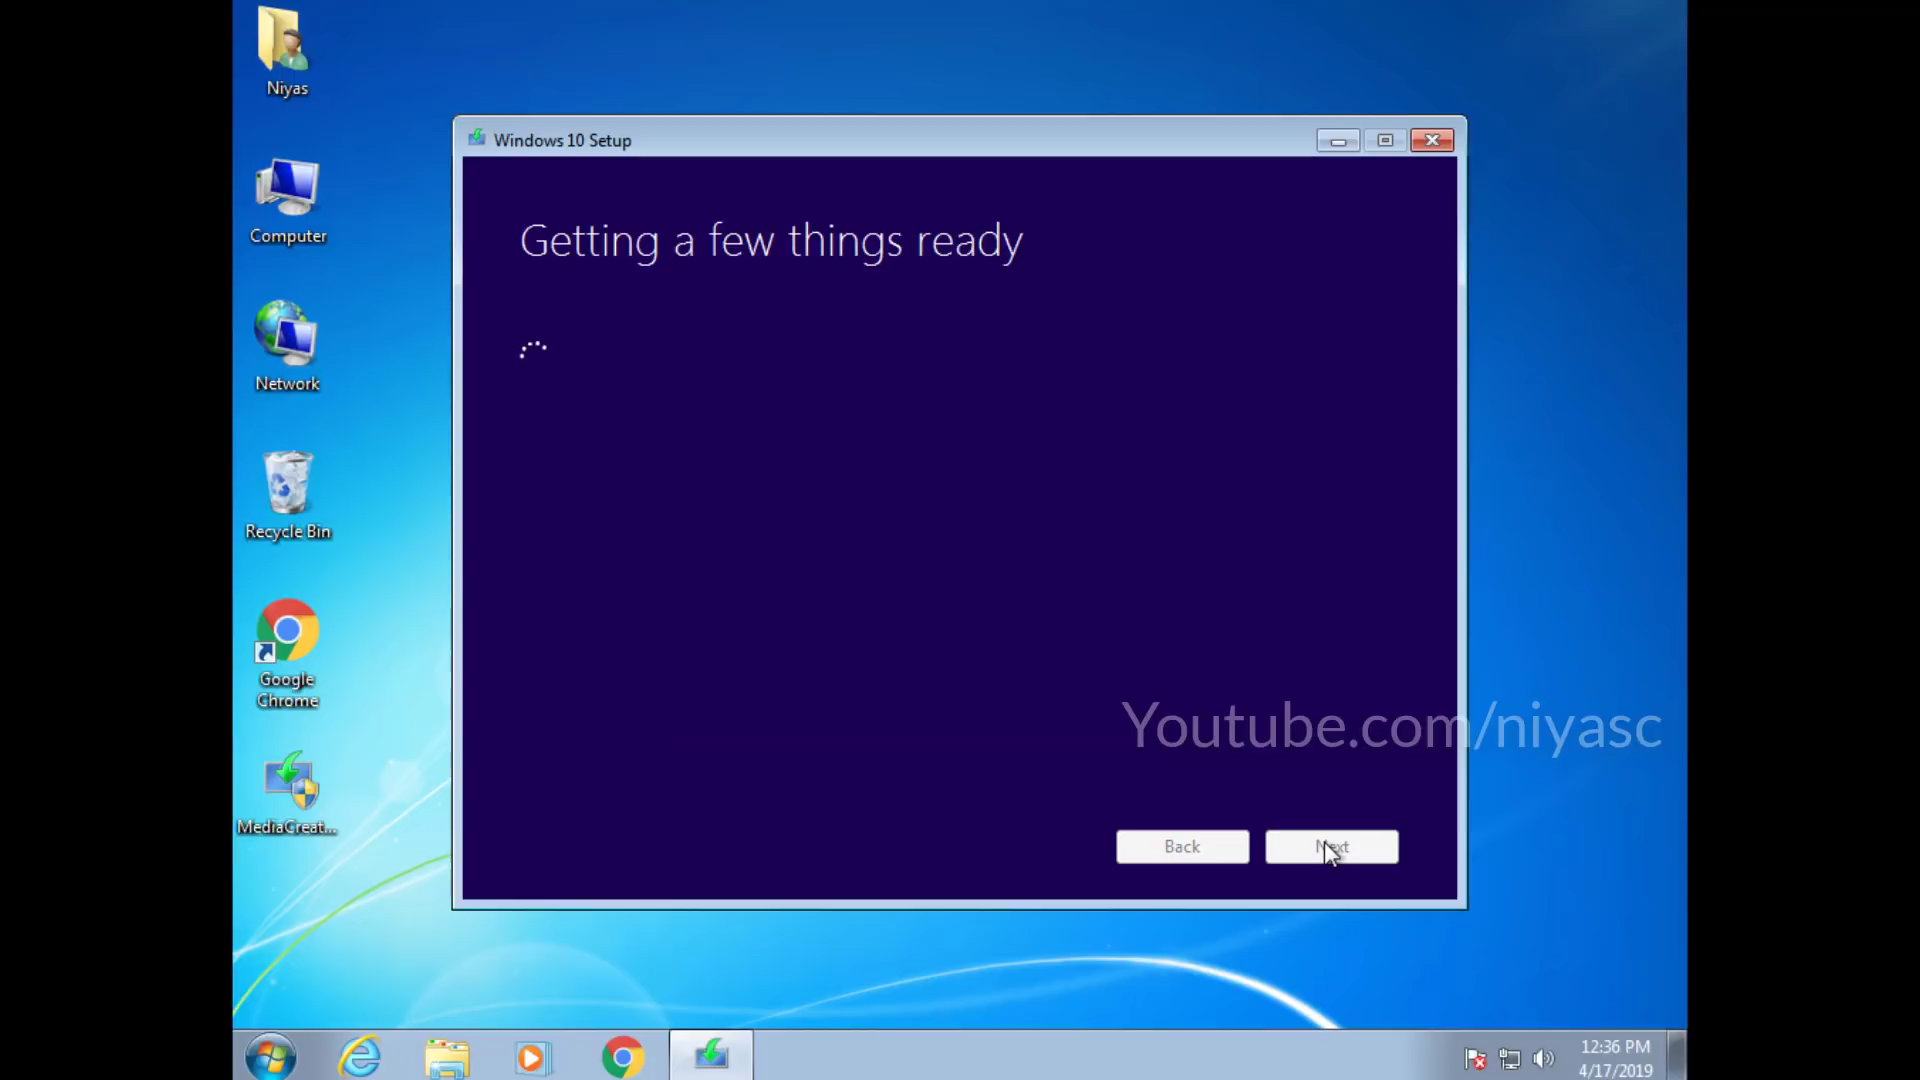 Niyas
Computer
Network
Recycle Bin
Google
Chrome
MediaCreat...
Windows 10 Setup
Getting a few things ready
Youtube.com/niyasc
Back
Next
12:36 PM
4/17/2019